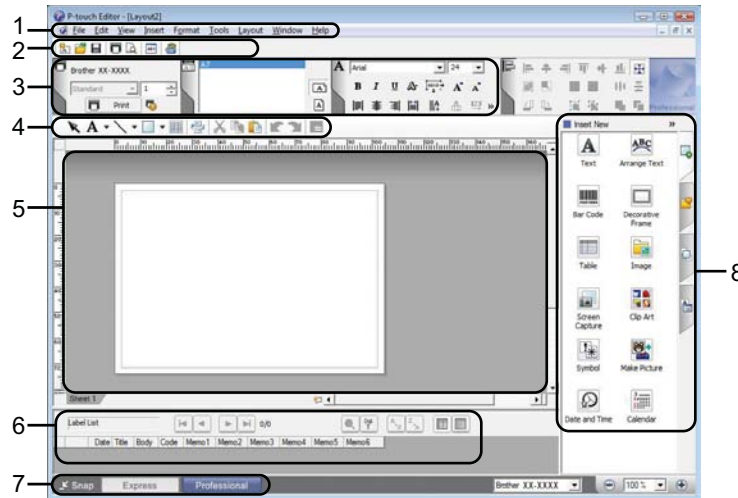 P-touch Editor - [Layout2]
1
File Edit View Insert Format Tools Layout Window Help
2
3
Brother XX-XXXX
Standard 1
Print
A Arial 24
B I U
Professional
4
Insert New
Text Arrange Text
Bar Code Decorative Frame
Table Image
Screen Capture Clip Art
Symbol Make Picture
Date and Time Calendar
8
5
Sheet 1
6
Label List 0/0
Date Title Body Code Memo1 Memo2 Memo3 Memo4 Memo5 Memo6
7
Snap Express Professional Brother XX-XXXX 100 %